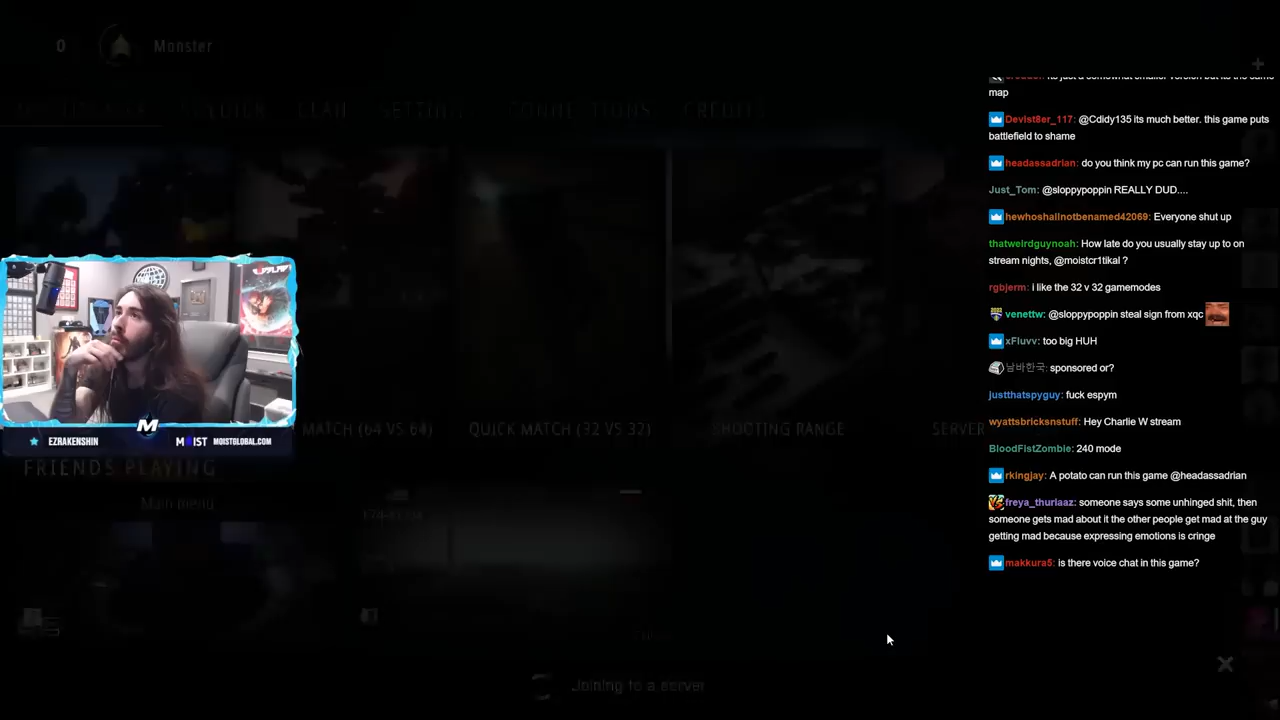 0 Monster
CLAN
CREDITS
MATCH (64 VS 64)
QUICK MATCH (32 VS 32)
SHOOTING RANGE
SERVER
EZRAKENSHIN
M
MOIST MOISTGLOBAL.COM
FRIENDS PLAYING
Main menu
Joining to a server
map
Devist8er_117: @Cdidy135 its much better. this game puts
battlefield to shame
headassadrian: do you think my pc can run this game?
Just_Tom: @sloppypoppin REALLY DUD....
hewhoshallnotbenamed42069: Everyone shut up
thatweirdguynoah: How late do you usually stay up to on
stream nights, @moistcr1tikal ?
rgbjerm: i like the 32 v 32 gamemodes
venettw: @sloppypoppin steal sign from xqc
xFluvv: too big HUH
남바한국: sponsored or?
justthatspyguy: fuck espym
wyattsbricksnstuff: Hey Charlie W stream
BloodFistZombie: 240 mode
rkingjay: A potato can run this game @headassadrian
freya_thurlaaz: someone says some unhinged shit, then
someone gets mad about it the other people get mad at the guy
getting mad because expressing emotions is cringe
makkura5: is there voice chat in this game?